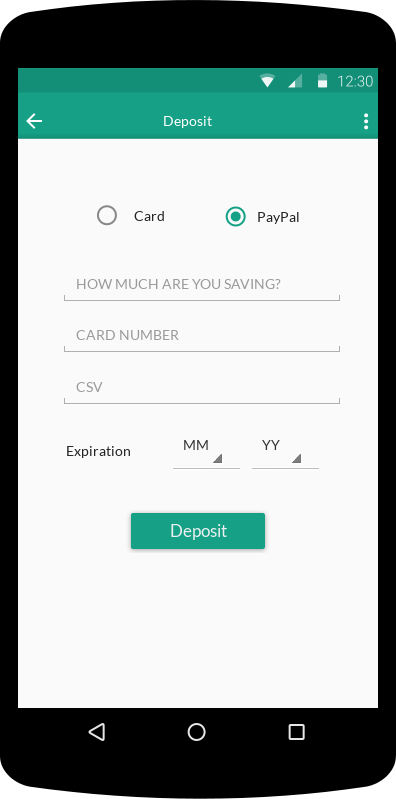 12:30
Deposit
Card PayPal
HOW MUCH ARE YOU SAVING?
CARD NUMBER
CSV
Expiration MM YY
Deposit